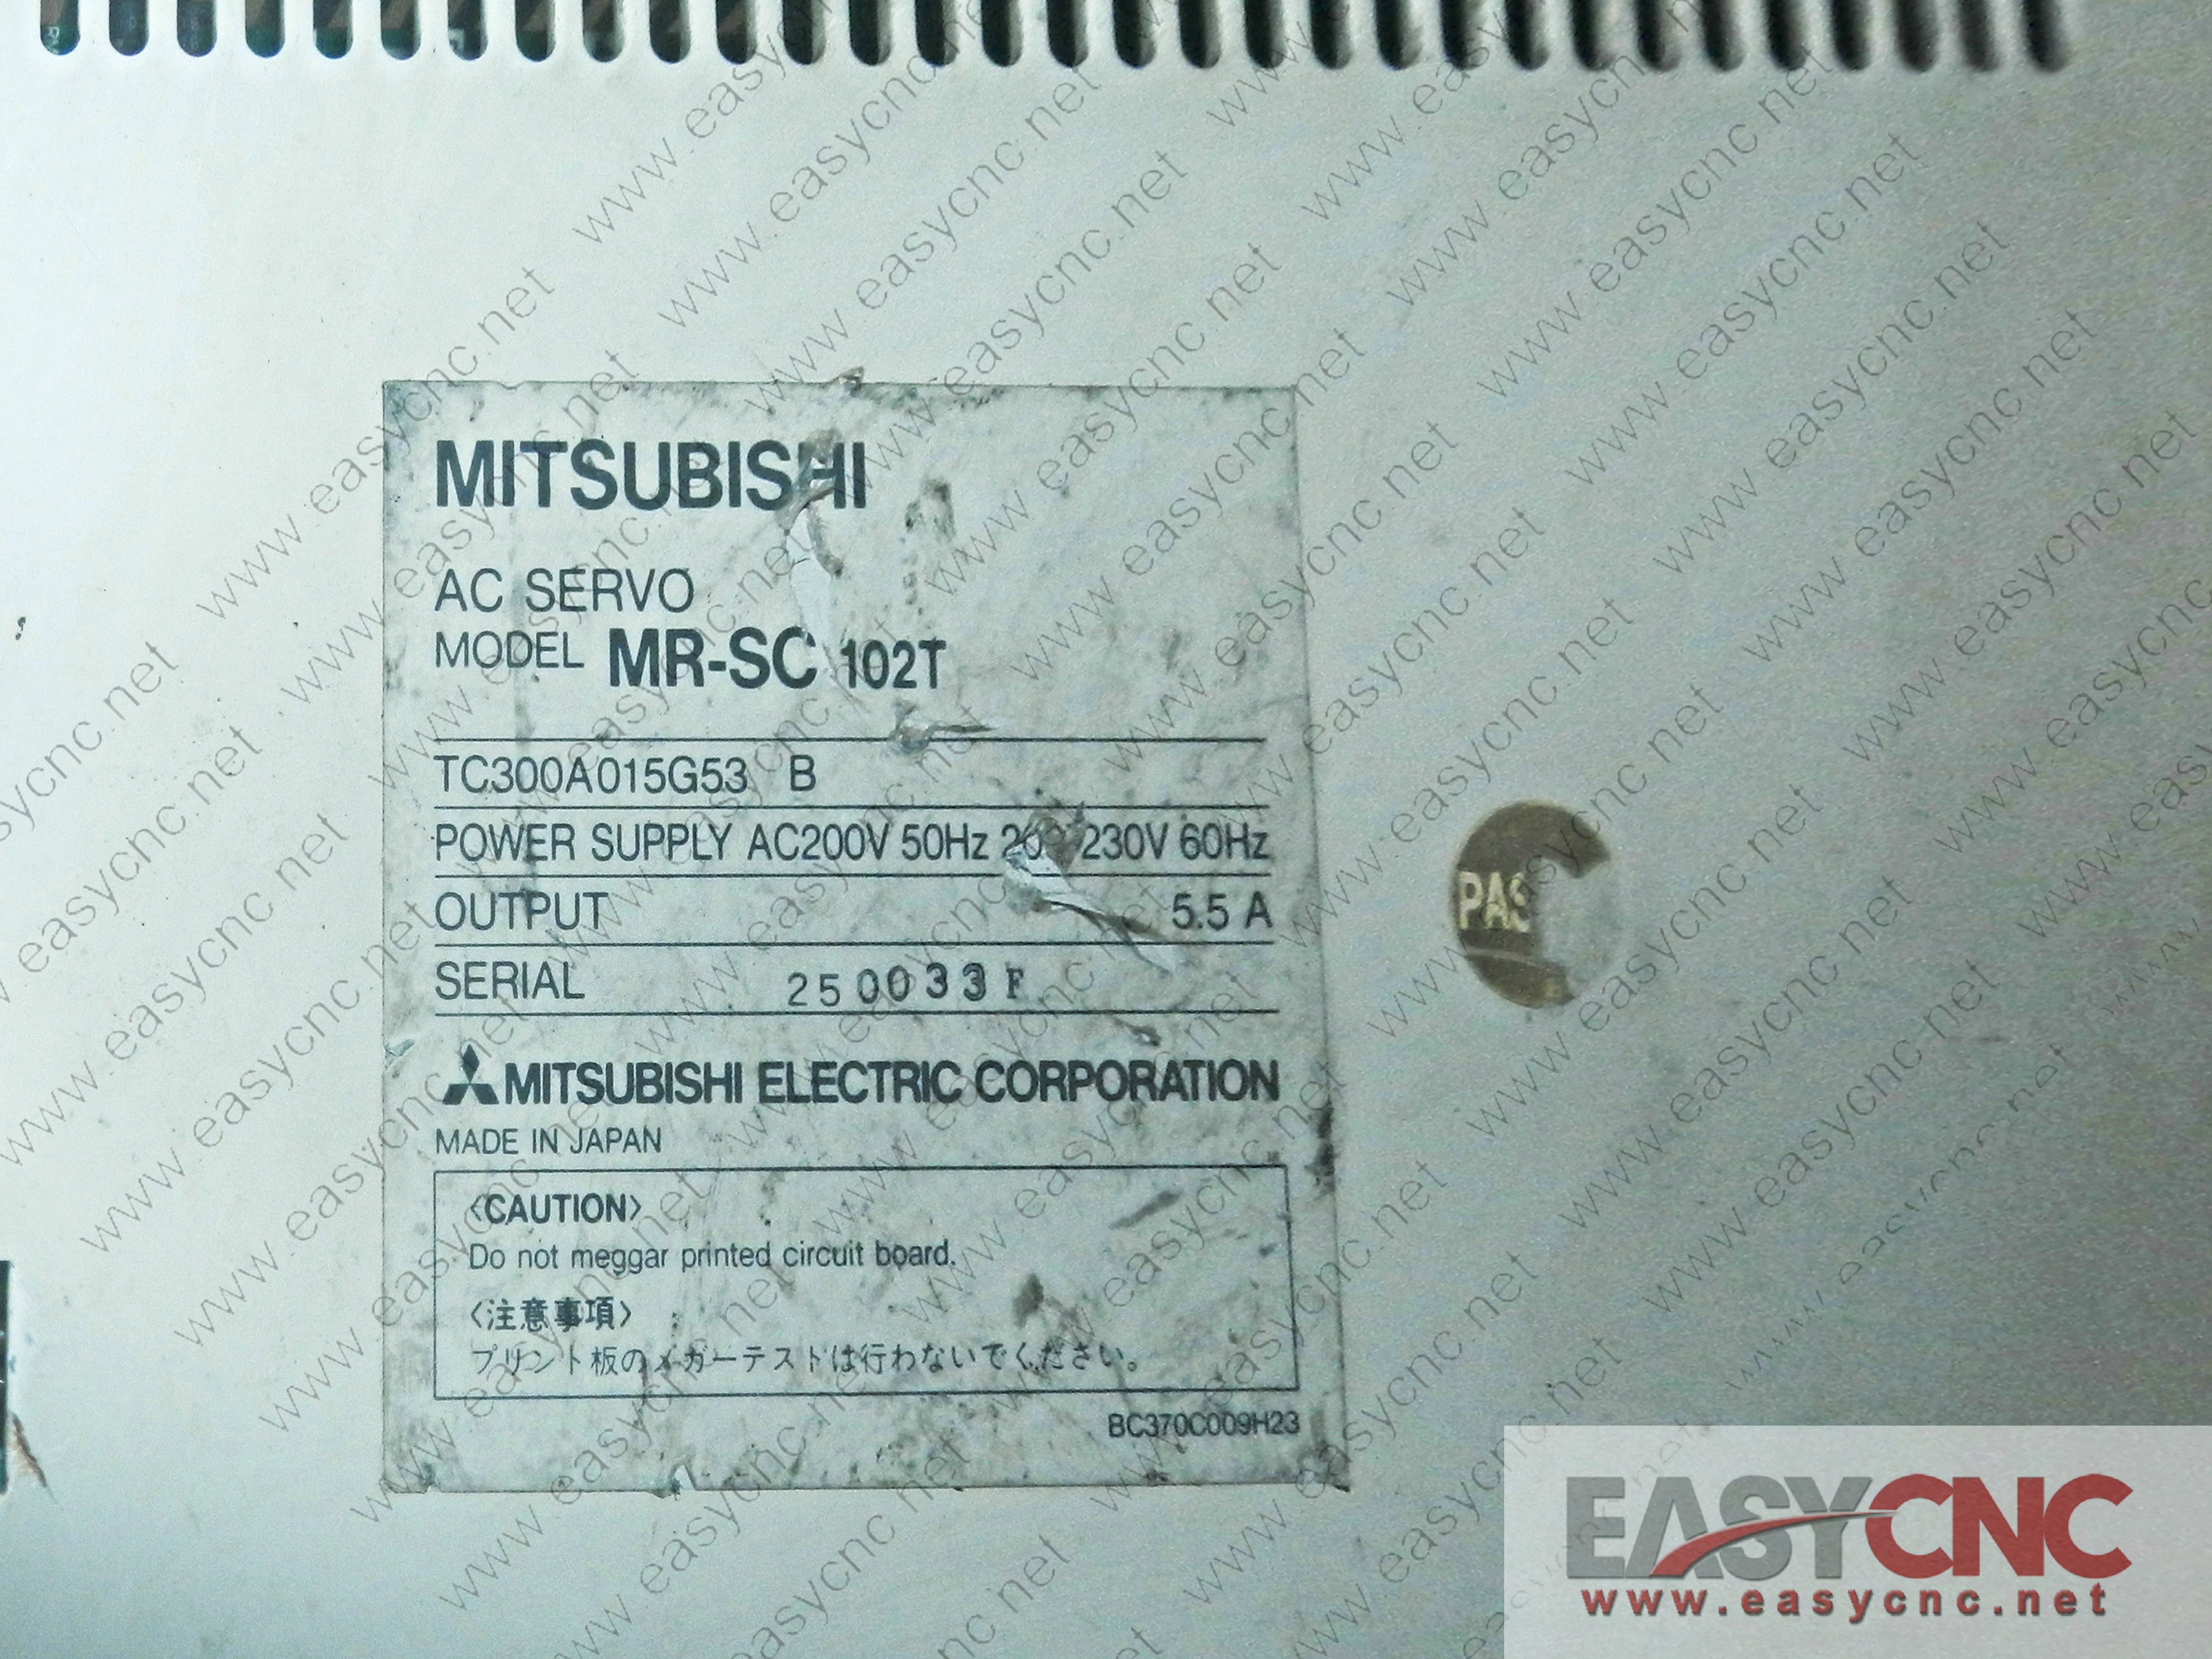 MITSUBISHI
AC SERVO
MODEL MR-SC 102T
TC300A015G53 B
POWER SUPPLY AC200V 50Hz 230V 60Hz
OUTPUT 5.5 A
SERIAL 250033F
MITSUBISHI ELECTRIC CORPORATION
MADE IN JAPAN
〈CAUTION〉
Do not meggar printed circuit board.
〈注意事項〉
プリント板のメガーテストは行わないでください。
BC370C009H23
PAS
EASYCNC
www.easycnc.net